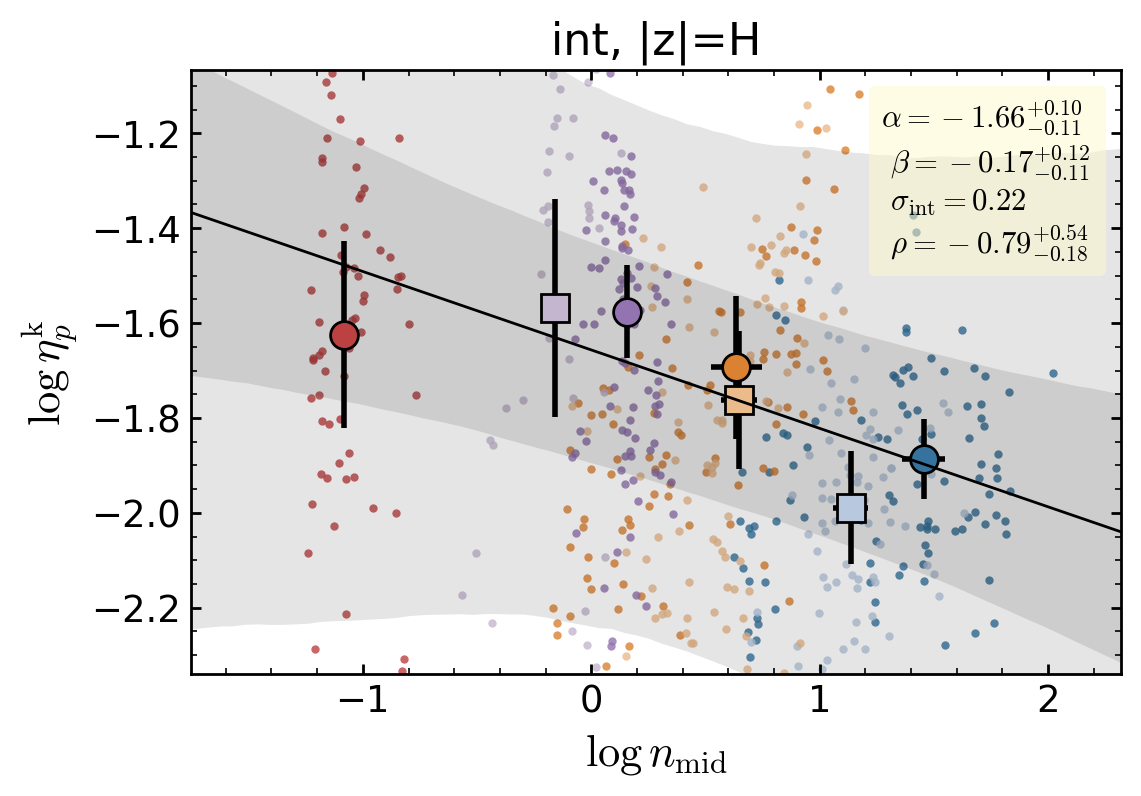 int, |z|=H
α = −1.66^{+0.10}_{−0.11}
β = −0.17^{+0.12}_{−0.11}
σ_int = 0.22
ρ = −0.79^{+0.54}_{−0.18}
log η_p^k
−1.2
−1.4
−1.6
−1.8
−2.0
−2.2
−1 0 1 2
log n_mid